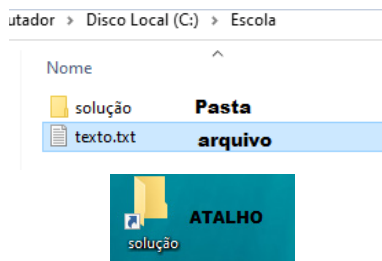 utador > Disco Local (C:) > Escola
Nome
solução Pasta
texto.txt arquivo
ATALHO
solução